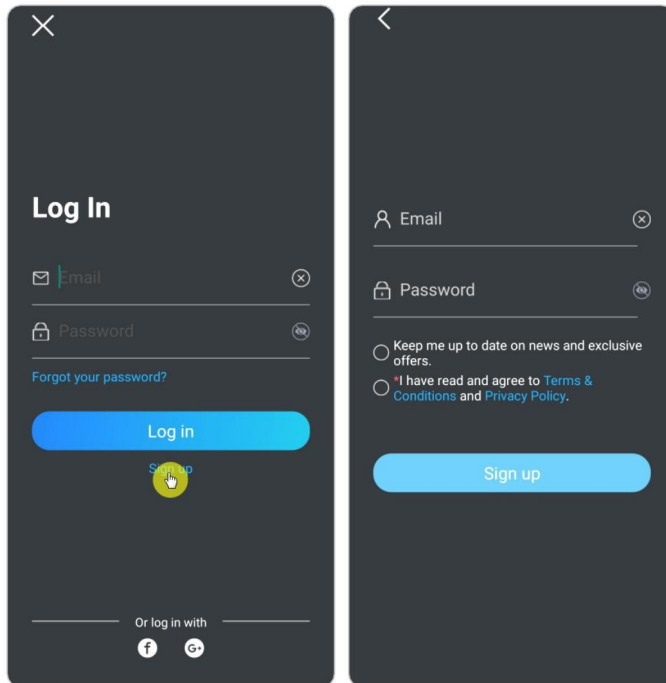 Log In
Email
Password
Forgot your password?
Log in
Sign up
Or log in with
f
G+
Email
Password
Keep me up to date on news and exclusive
offers.
*I have read and agree to Terms &
Conditions and Privacy Policy.
Sign up